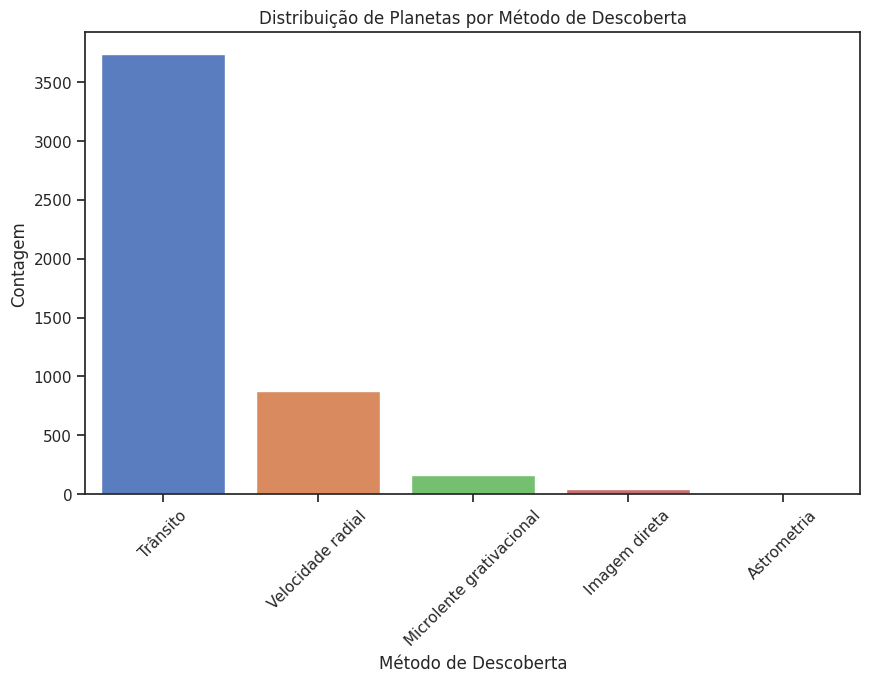 Distribuição de Planetas por Método de Descoberta
Contagem
3500
3000
2500
2000
1500
1000
500
0
Trânsito
Velocidade radial
Microlente grativacional
Imagem direta
Astrometria
Método de Descoberta